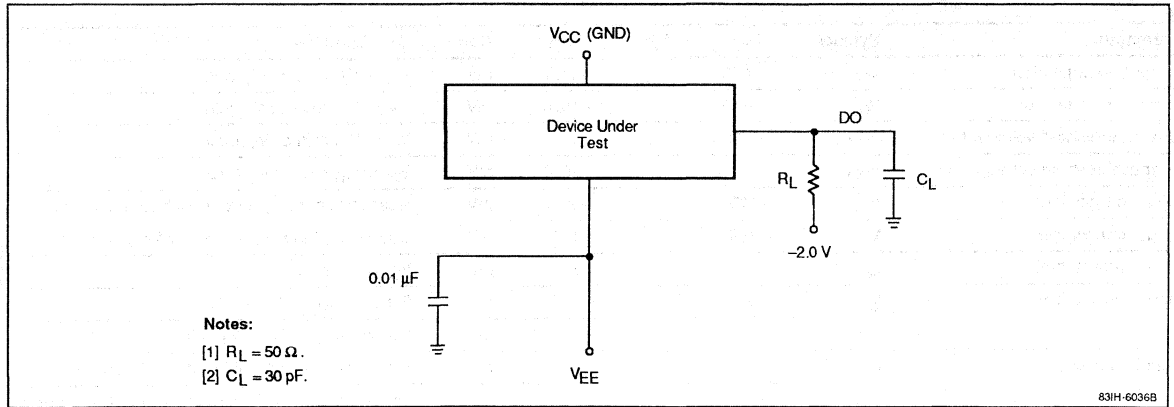 VCC (GND)
Device Under
Test
DO
RL
CL
–2.0 V
0.01 µF
VEE
Notes:
[1] RL = 50 Ω.
[2] CL = 30 pF.
83IH-6036B